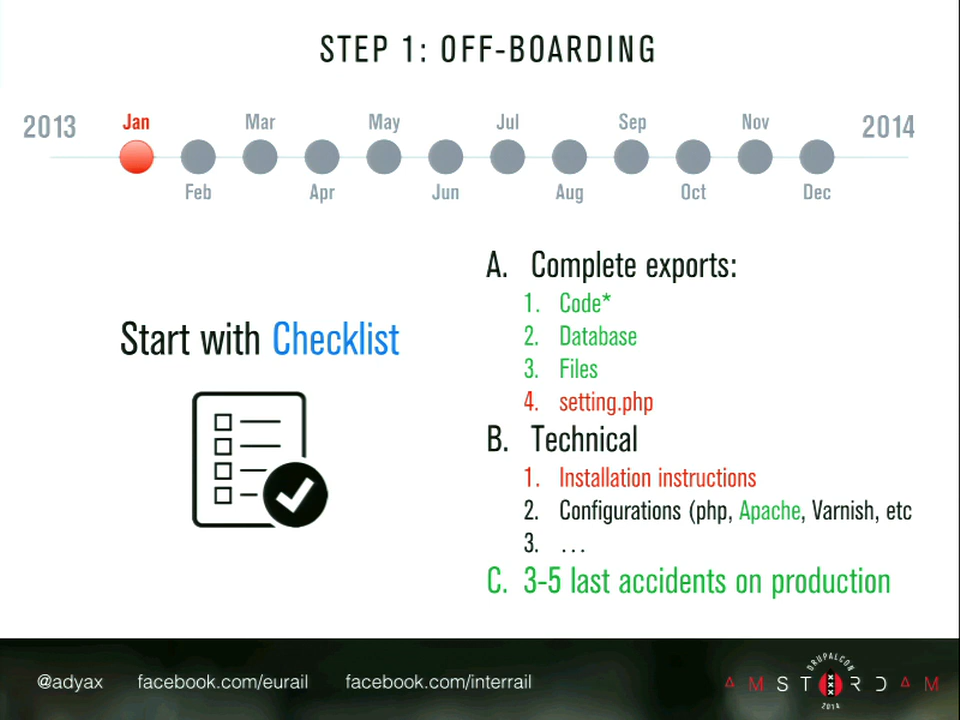 STEP 1: OFF-BOARDING
2013 Jan Mar May Jul Sep Nov 2014
Feb Apr Jun Aug Oct Dec
Start with Checklist
A. Complete exports:
1. Code*
2. Database
3. Files
4. setting.php
B. Technical
1. Installation instructions
2. Configurations (php, Apache, Varnish, etc
3. ...
C. 3-5 last accidents on production
@adyax facebook.com/eurail facebook.com/interrail
DRUPALCON
AMSTERDAM
2014